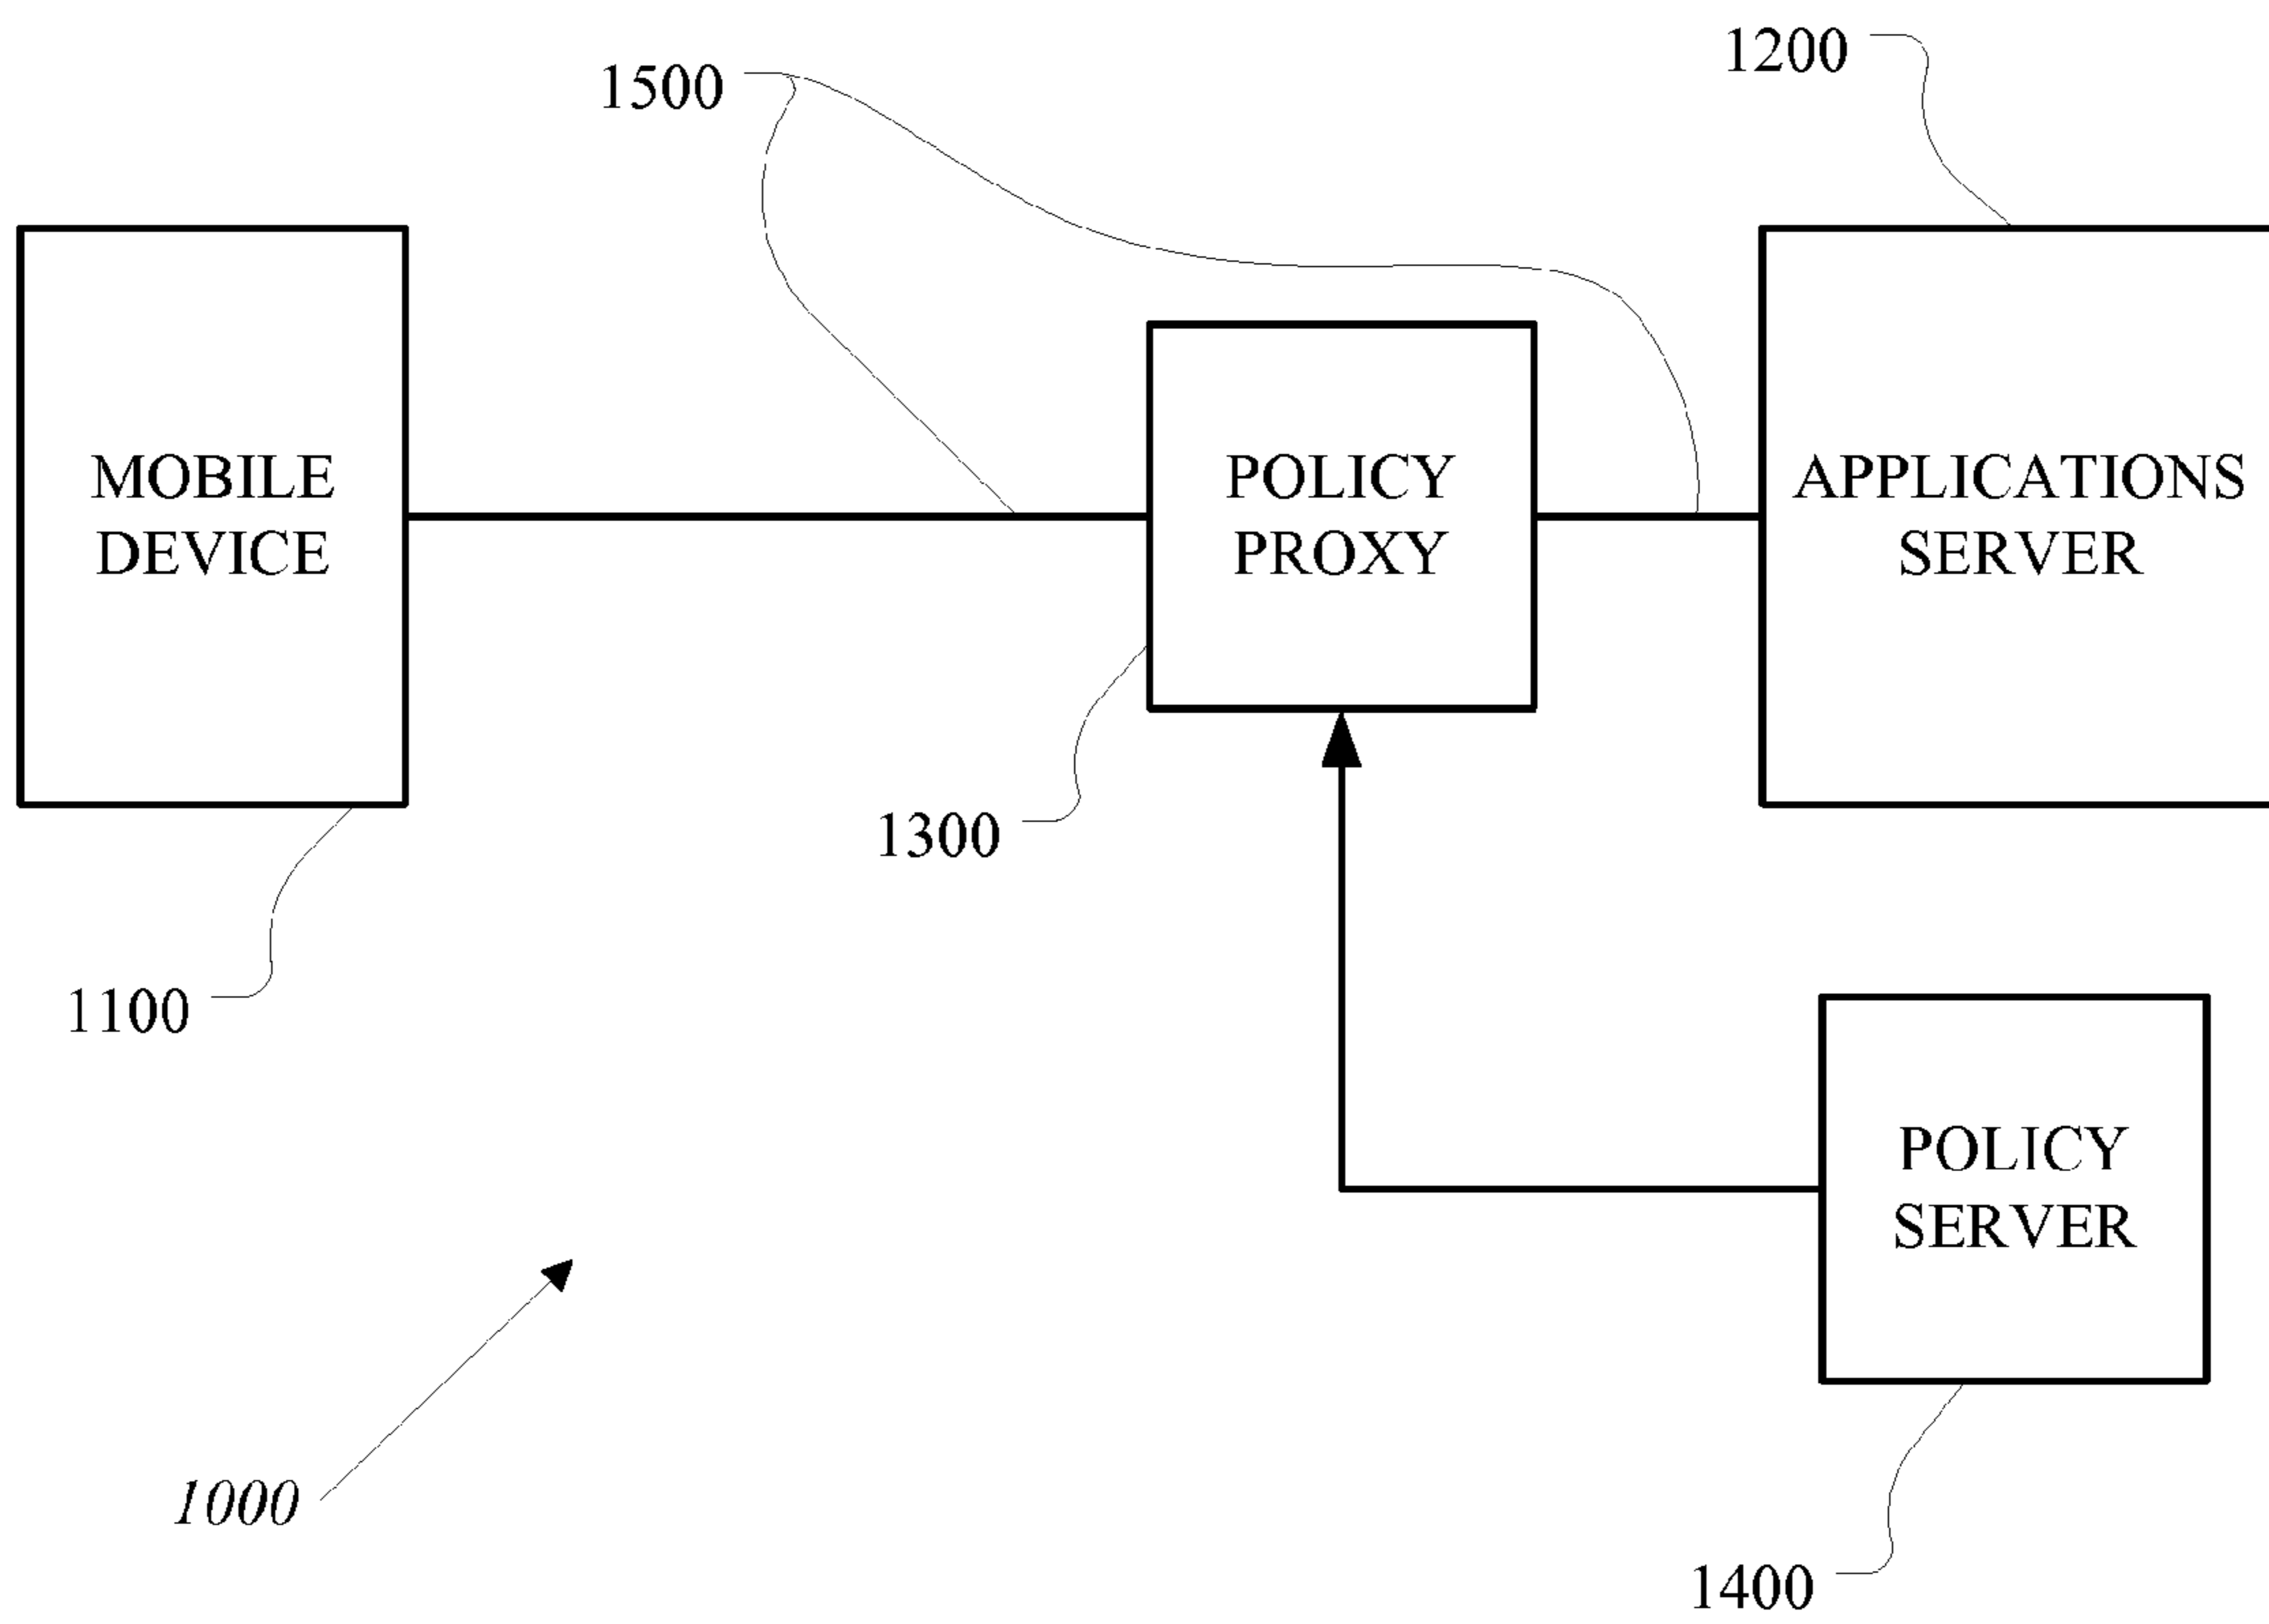 1200
1500
MOBILE
DEVICE
POLICY
PROXY
APPLICATIONS
SERVER
1300
1100
POLICY
SERVER
1000
1400